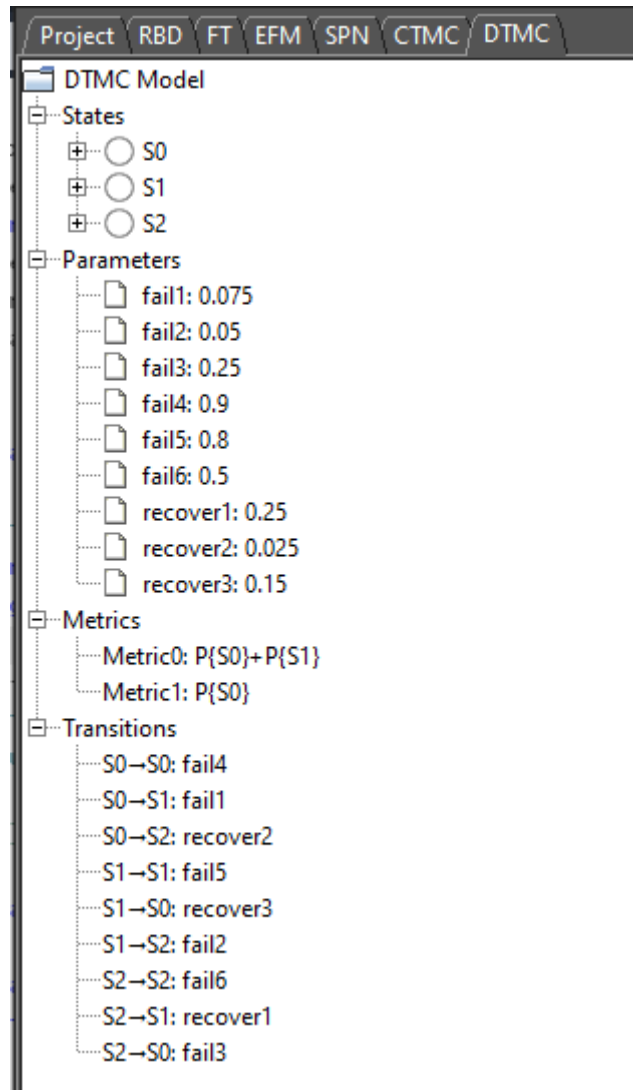 Project RBD FT EFM SPN CTMC DTMC
DTMC Model
States
S0
S1
S2
Parameters
fail1: 0.075
fail2: 0.05
fail3: 0.25
fail4: 0.9
fail5: 0.8
fail6: 0.5
recover1: 0.25
recover2: 0.025
recover3: 0.15
Metrics
Metric0: P{S0}+P{S1}
Metric1: P{S0}
Transitions
S0→S0: fail4
S0→S1: fail1
S0→S2: recover2
S1→S1: fail5
S1→S0: recover3
S1→S2: fail2
S2→S2: fail6
S2→S1: recover1
S2→S0: fail3